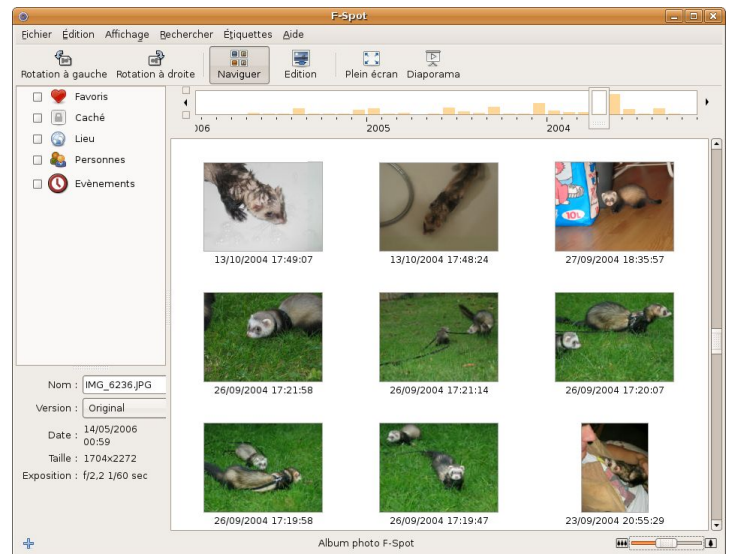 F-Spot
Fichier Édition Affichage Rechercher Étiquettes Aide
Rotation à gauche Rotation à droite Naviguer Edition Plein écran Diaporama
Favoris
Caché
Lieu
Personnes
Evènements
006 2005 2004
13/10/2004 17:49:07 13/10/2004 17:48:24 27/09/2004 18:35:57
10L
26/09/2004 17:21:58 26/09/2004 17:21:14 26/09/2004 17:20:07
26/09/2004 17:19:58 26/09/2004 17:19:47 23/09/2004 20:55:29
Nom : IMG_6236.JPG
Version : Original
Date : 14/05/2006
00:59
Taille : 1704x2272
Exposition : f/2,2 1/60 sec
Album photo F-Spot